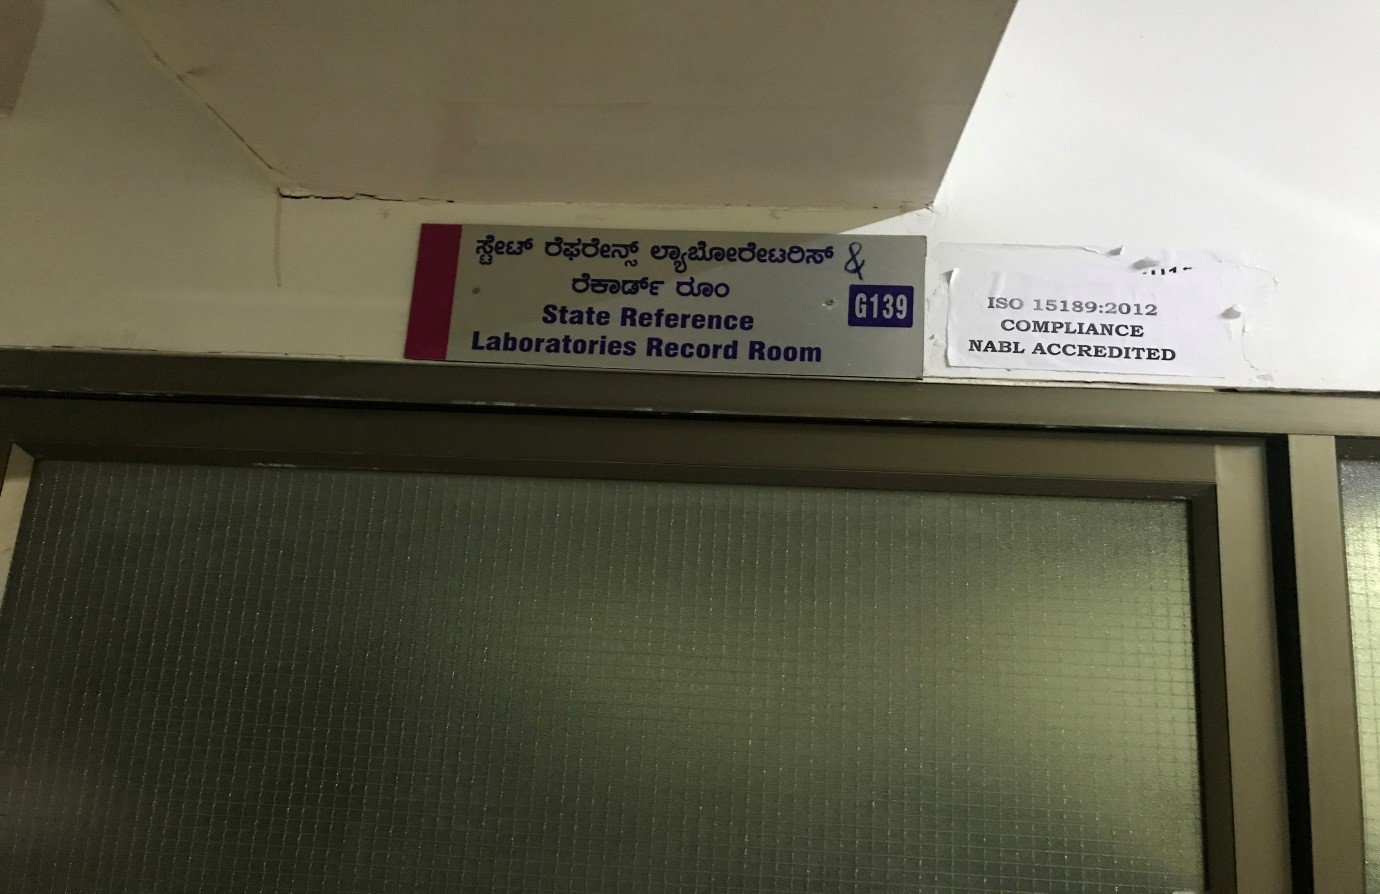 ಸ್ಟೇಟ್ ರೆಫರೇನ್ಸ್ ಲ್ಯಾಬೋರೇಟರಿಸ್ &
ರೆಕಾರ್ಡ್ ರೂಂ
State Reference
Laboratories Record Room
G139
ISO 15189:2012
COMPLIANCE
NABL ACCREDITED